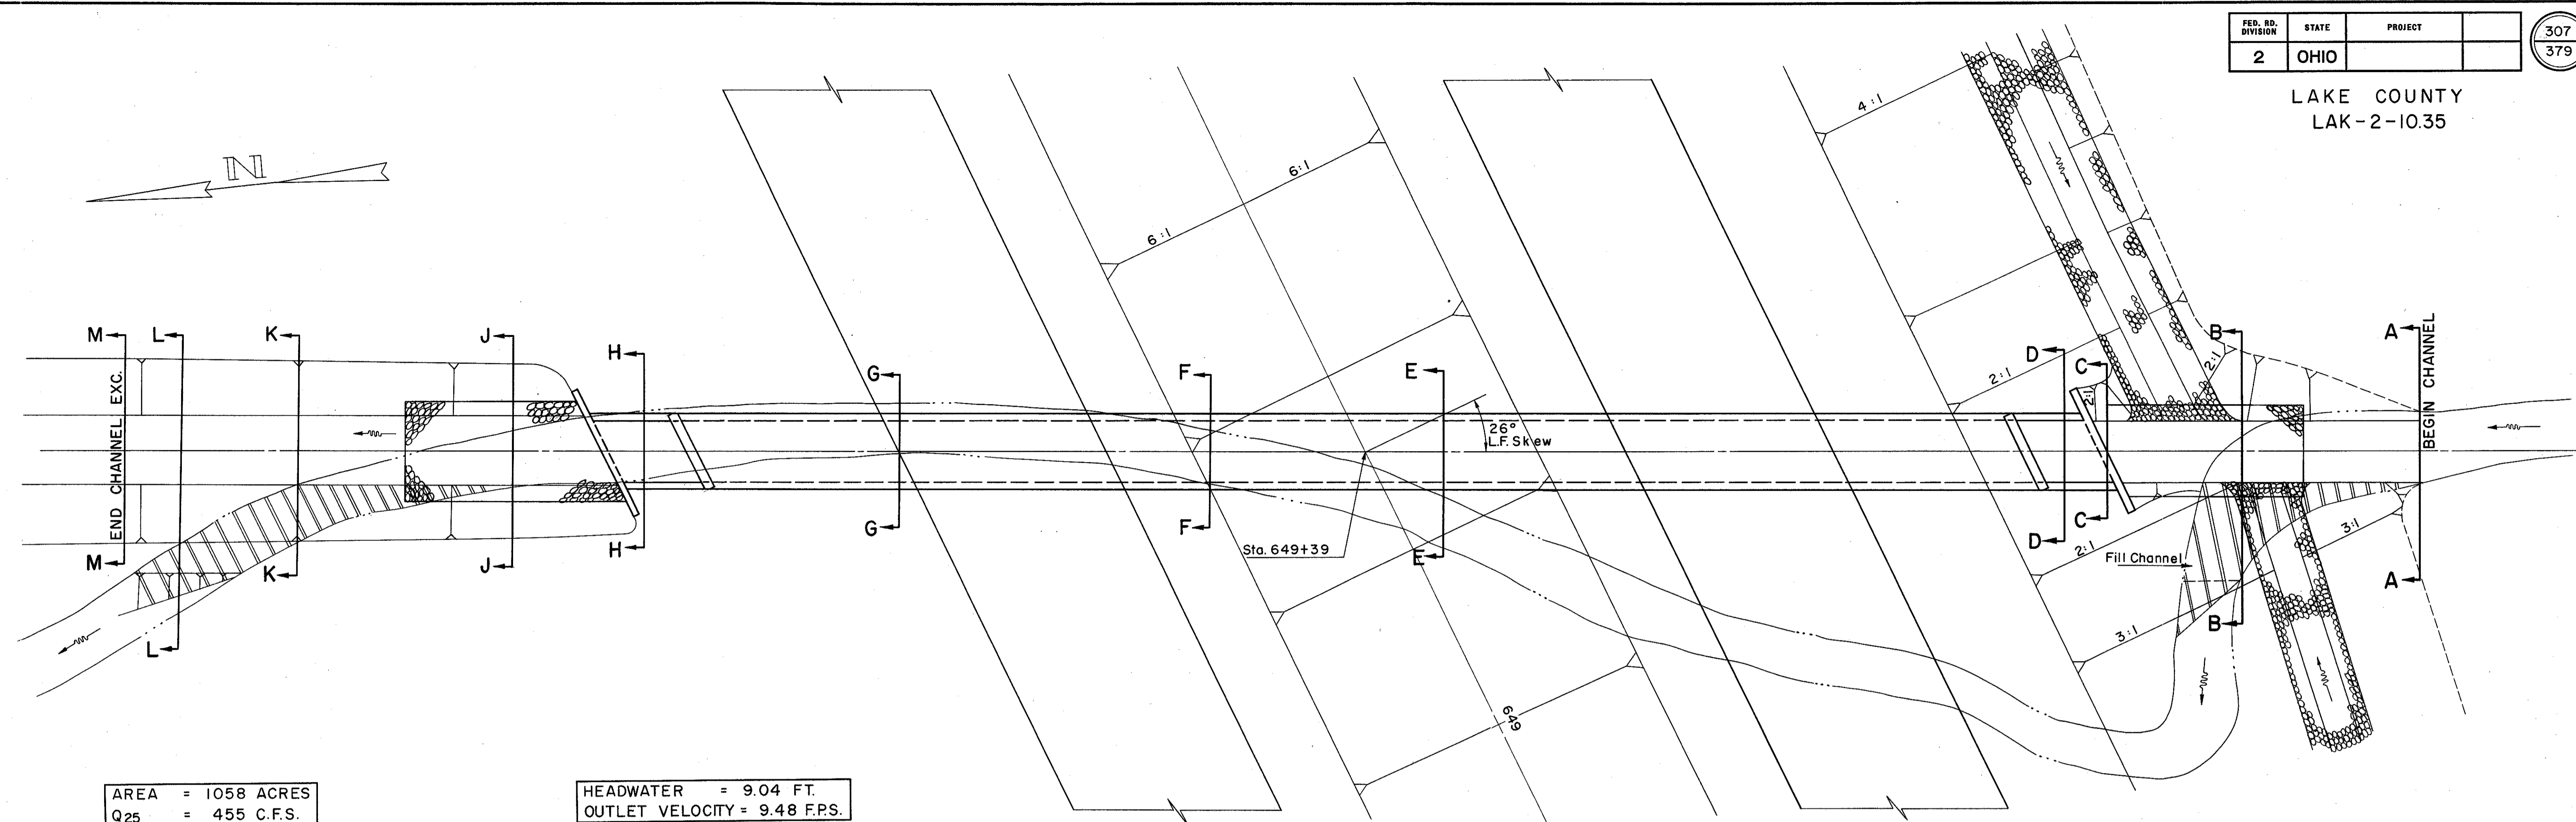 FED. RD. DIVISION STATE PROJECT
2 OHIO
307
379
LAKE COUNTY
LAK-2-10.35
N
4:1
6:1
6:1
M L K J H G F E D C B A
BEGIN CHANNEL
END CHANNEL EXC.
26°
L.F. Skew
2:1
2:1
2:1
Sta. 649+39
2:1
Fill Channel
3:1
3:1
M L K J H G F E D C B A
649
AREA = 1058 ACRES
Q25 = 455 C.F.S.
HEADWATER = 9.04 FT.
OUTLET VELOCITY = 9.48 F.P.S.